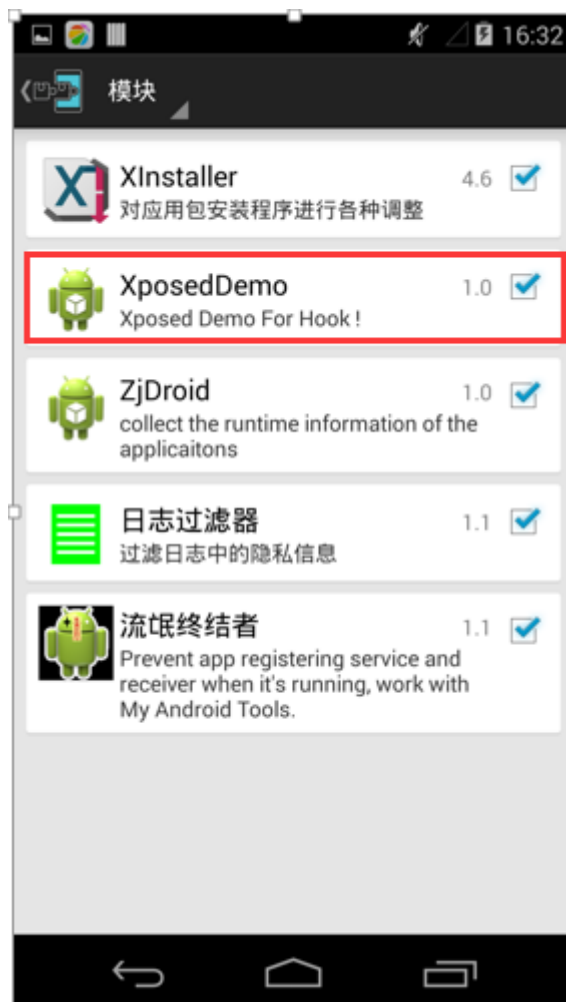 16:32
模块
XInstaller 4.6
对应用包安装程序进行各种调整
XposedDemo 1.0
Xposed Demo For Hook !
ZjDroid 1.0
collect the runtime information of the
applicaitons
日志过滤器 1.1
过滤日志中的隐私信息
流氓终结者 1.1
Prevent app registering service and
receiver when it's running, work with
My Android Tools.